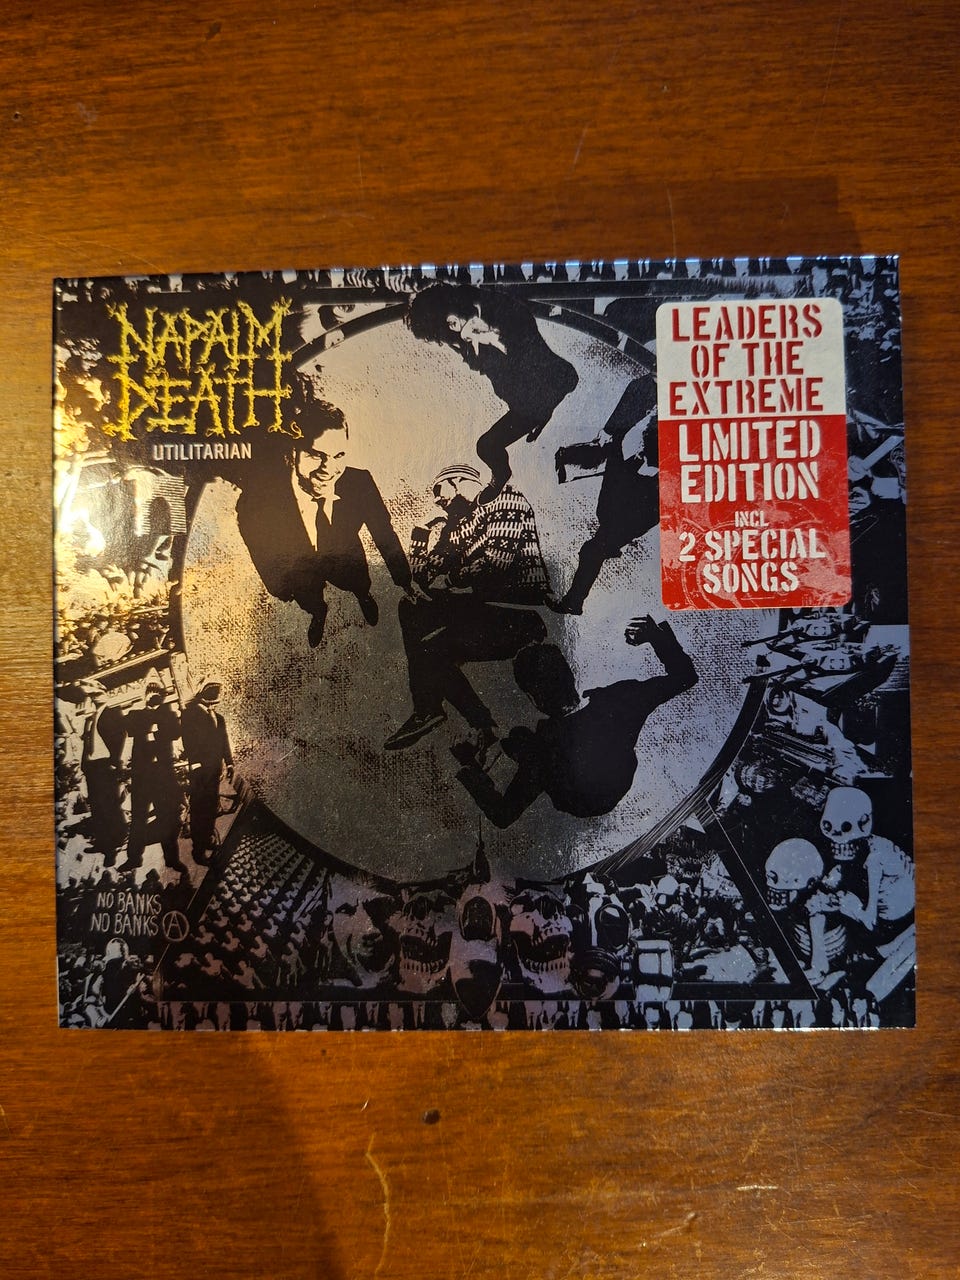 NAPALM
DEATH
UTILITARIAN
LEADERS
OF THE
EXTREME
LIMITED
EDITION
INCL
2 SPECIAL
SONGS
NO BANKS
NO BANKS Ⓐ